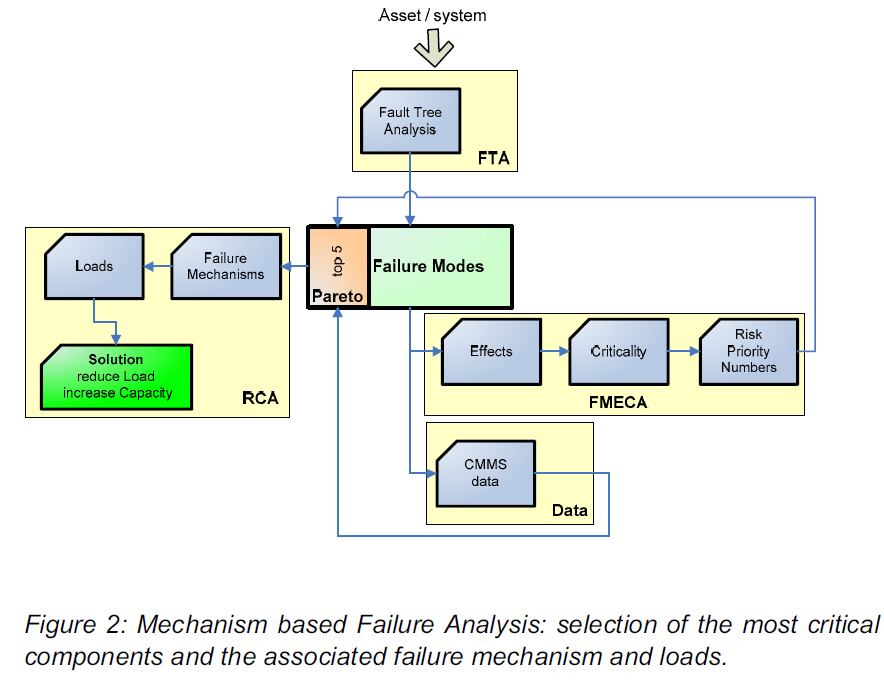 Asset / system
Fault Tree
Analysis
FTA
Loads
Failure
Mechanisms
Solution
reduce Load
increase Capacity
RCA
top 5
Pareto
Failure Modes
Effects
Criticality
Risk
Priority
Numbers
FMECA
CMMS
data
Data
Figure 2: Mechanism based Failure Analysis: selection of the most critical
components and the associated failure mechanism and loads.